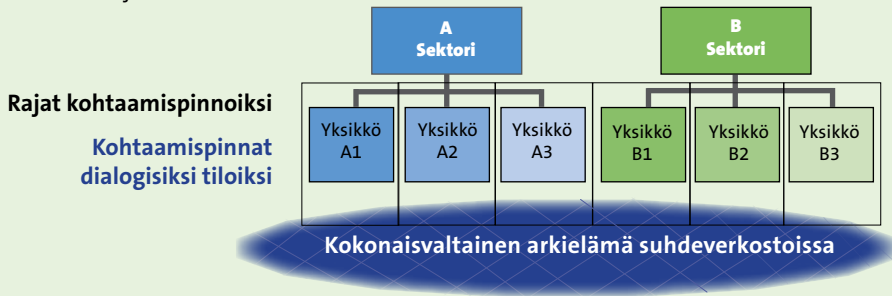 A
Sektori
B
Sektori
Rajat kohtaamispinnoiksi
Kohtaamispinnat
dialogisiksi tiloiksi
Yksikkö
A1
Yksikkö
A2
Yksikkö
A3
Yksikkö
B1
Yksikkö
B2
Yksikkö
B3
Kokonaisvaltainen arkielämä suhdeverkostoissa